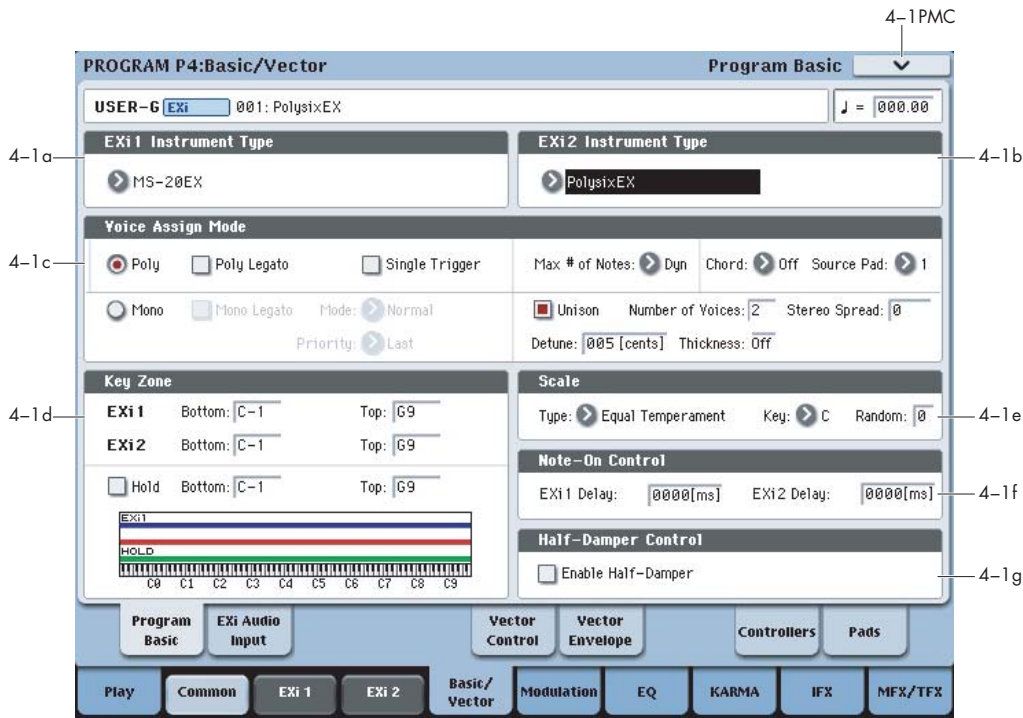 4–1PMC
PROGRAM P4:Basic/Vector
Program Basic
USER–G EXi 001: PolysixEX
♩ = 000.00
EXi1 Instrument Type
EXi2 Instrument Type
4–1a
MS–20EX
PolysixEX
4–1b
Voice Assign Mode
4–1c
Poly Poly Legato Single Trigger
Max # of Notes: Dyn Chord: Off Source Pad: 1
Mono Mono Legato Mode: Normal
Priority: Last
Unison Number of Voices: 2 Stereo Spread: 0
Detune: 005 [cents] Thickness: Off
Key Zone
4–1d
EXi1 Bottom: C–1 Top: G9
EXi2 Bottom: C–1 Top: G9
Hold Bottom: C–1 Top: G9
EXi1
HOLD
C0 C1 C2 C3 C4 C5 C6 C7 C8 C9
Scale
Type: Equal Temperament Key: C Random: 0
4–1e
Note–On Control
EXi1 Delay: 0000[ms] EXi2 Delay: 0000[ms]
4–1f
Half–Damper Control
Enable Half–Damper
4–1g
Program Basic
EXi Audio Input
Vector Control
Vector Envelope
Controllers
Pads
Play
Common
EXi 1
EXi 2
Basic/ Vector
Modulation
EQ
KARMA
IFX
MFX/TFX